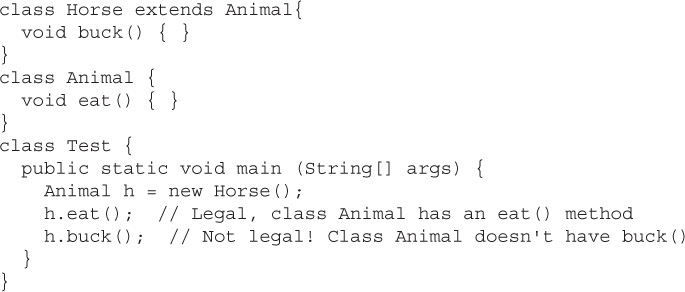 class Horse extends Animal{
  void buck() { }
}
class Animal {
  void eat() { }
}
class Test {
  public static void main (String[] args) {
    Animal h = new Horse();
    h.eat();  // Legal, class Animal has an eat() method
    h.buck();  // Not legal! Class Animal doesn't have buck()
  }
}